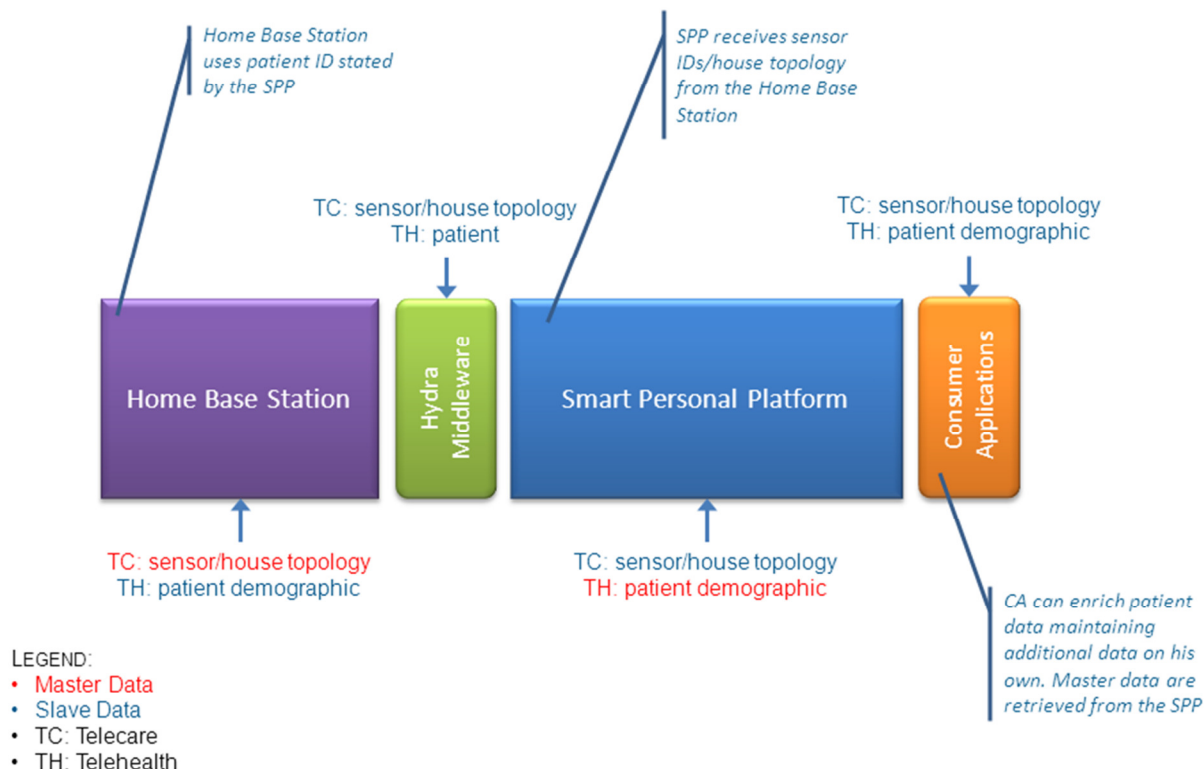 Home Base Station
uses patient ID stated
by the SPP
SPP receives sensor
IDs/house topology
from the Home Base
Station
TC: sensor/house topology
TH: patient
TC: sensor/house topology
TH: patient demographic
Home Base Station
Hydra
Middleware
Smart Personal Platform
Consumer
Applications
TC: sensor/house topology
TH: patient demographic
TC: sensor/house topology
TH: patient demographic
CA can enrich patient
data maintaining
additional data on his
own. Master data are
retrieved from the SPP
LEGEND:
• Master Data
• Slave Data
• TC: Telecare
• TH: Telehealth